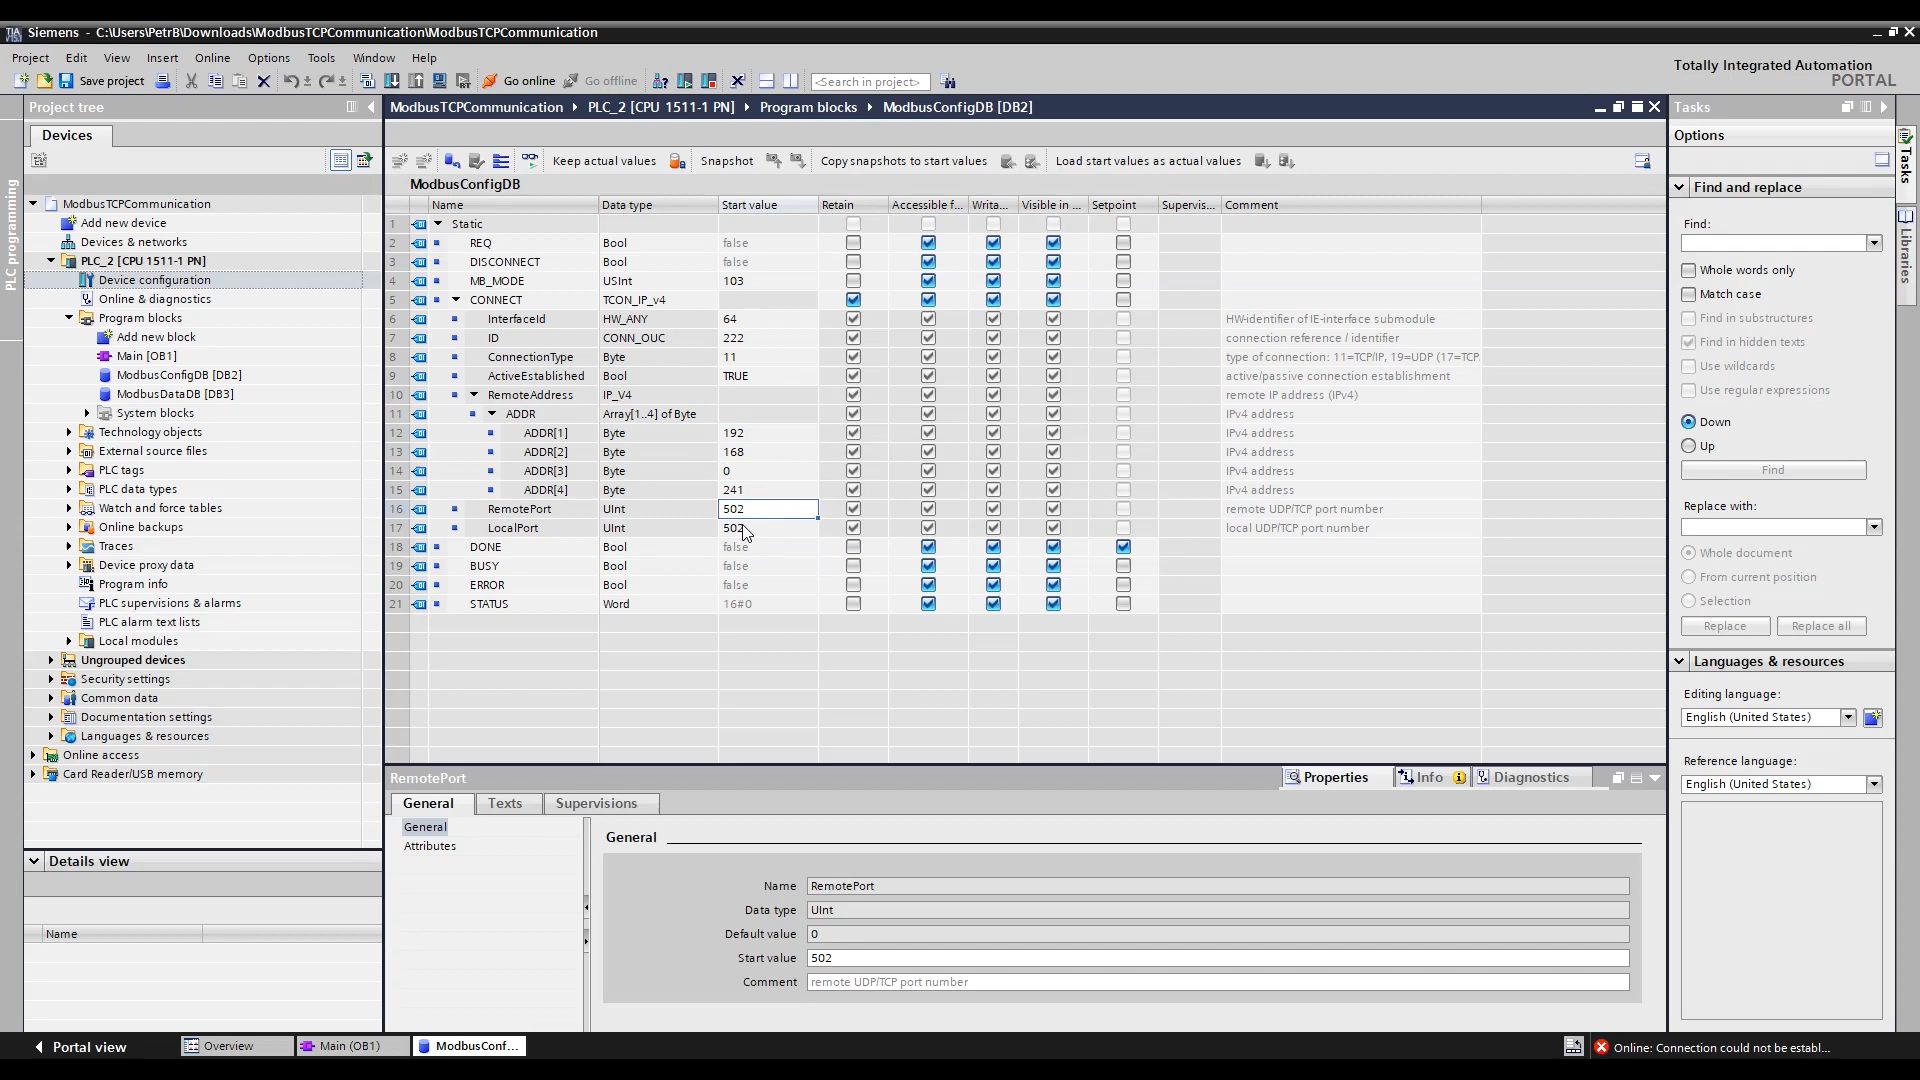 Siemens - C:\Users\PetrB\Downloads\ModbusTCPCommunication\ModbusTCPCommunication
Project Edit View Insert Online Options Tools Window Help
Totally Integrated Automation
PORTAL
Save project Go online Go offline <Search in project>
Project tree
ModbusTCPCommunication PLC_2 [CPU 1511-1 PN] Program blocks ModbusConfigDB [DB2]
Tasks
Devices
Options
Keep actual values Snapshot Copy snapshots to start values Load start values as actual values
ModbusConfigDB
Name Data type Start value Retain Accessible f... Writa... Visible in ... Setpoint Supervis... Comment
1 Static
2 REQ Bool false
3 DISCONNECT Bool false
4 MB_MODE USInt 103
5 CONNECT TCON_IP_v4
6 InterfaceId HW_ANY 64 HW-identifier of IE-interface submodule
7 ID CONN_OUC 222 connection reference / identifier
8 ConnectionType Byte 11 type of connection: 11=TCP/IP, 19=UDP (17=TCP
9 ActiveEstablished Bool TRUE active/passive connection establishment
10 RemoteAddress IP_V4 remote IP address (IPv4)
11 ADDR Array[1..4] of Byte IPv4 address
12 ADDR[1] Byte 192 IPv4 address
13 ADDR[2] Byte 168 IPv4 address
14 ADDR[3] Byte 0 IPv4 address
15 ADDR[4] Byte 241 IPv4 address
16 RemotePort UInt 502 remote UDP/TCP port number
17 LocalPort UInt 502 local UDP/TCP port number
18 DONE Bool false
19 BUSY Bool false
20 ERROR Bool false
21 STATUS Word 16#0
PLC programming
ModbusTCPCommunication
Add new device
Devices & networks
PLC_2 [CPU 1511-1 PN]
Device configuration
Online & diagnostics
Program blocks
Add new block
Main [OB1]
ModbusConfigDB [DB2]
ModbusDataDB [DB3]
System blocks
Technology objects
External source files
PLC tags
PLC data types
Watch and force tables
Online backups
Traces
Device proxy data
Program info
PLC supervisions & alarms
PLC alarm text lists
Local modules
Ungrouped devices
Security settings
Common data
Documentation settings
Languages & resources
Online access
Card Reader/USB memory
Details view
Name
Find and replace
Find:
Whole words only
Match case
Find in substructures
Find in hidden texts
Use wildcards
Use regular expressions
Down
Up
Find
Replace with:
Whole document
From current position
Selection
Replace Replace all
Languages & resources
Editing language:
English (United States)
Reference language:
English (United States)
Tasks
Libraries
RemotePort
Properties Info Diagnostics
General Texts Supervisions
General
Attributes
General
Name RemotePort
Data type UInt
Default value 0
Start value 502
Comment remote UDP/TCP port number
Portal view Overview Main (OB1) ModbusConf...
Online: Connection could not be establ...